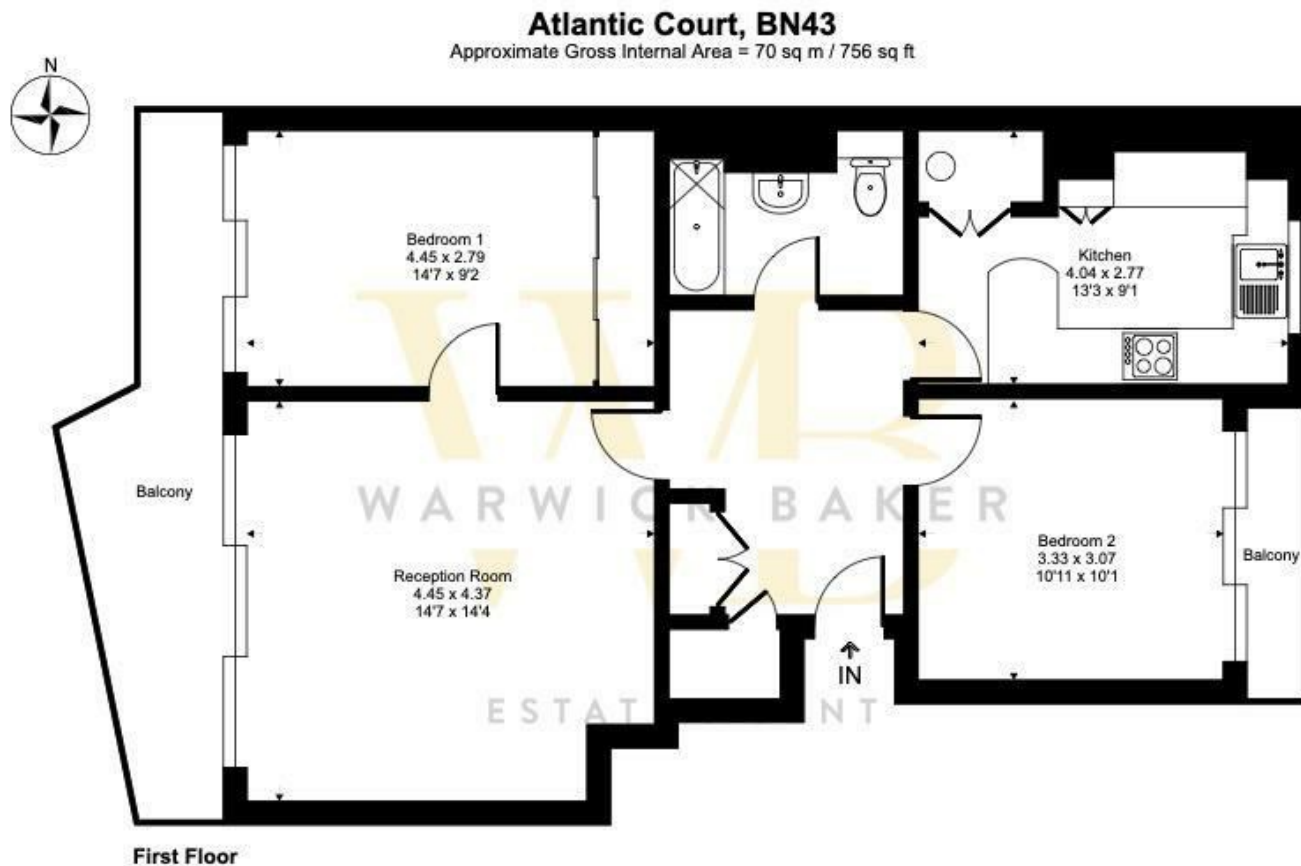 Atlantic Court, BN43
Approximate Gross Internal Area = 70 sq m / 756 sq ft
N
Bedroom 1
4.45 x 2.79
14'7 x 9'2
Kitchen
4.04 x 2.77
13'3 x 9'1
Balcony
WARWICK BAKER
Reception Room
4.45 x 4.37
14'7 x 14'4
Bedroom 2
3.33 x 3.07
10'11 x 10'1
Balcony
IN
ESTAT NT
First Floor